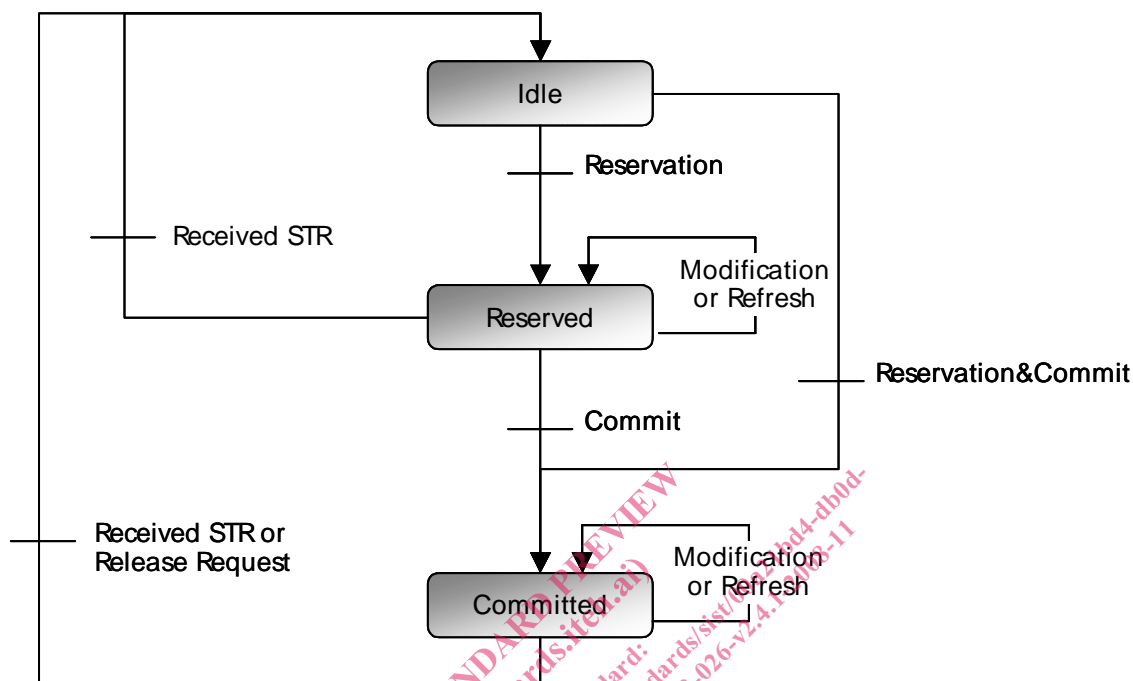 Idle
Reservation
Received STR
Modification
or Refresh
Reserved
Reservation&Commit
Commit
Received STR or
Release Request
Modification
or Refresh
Committed